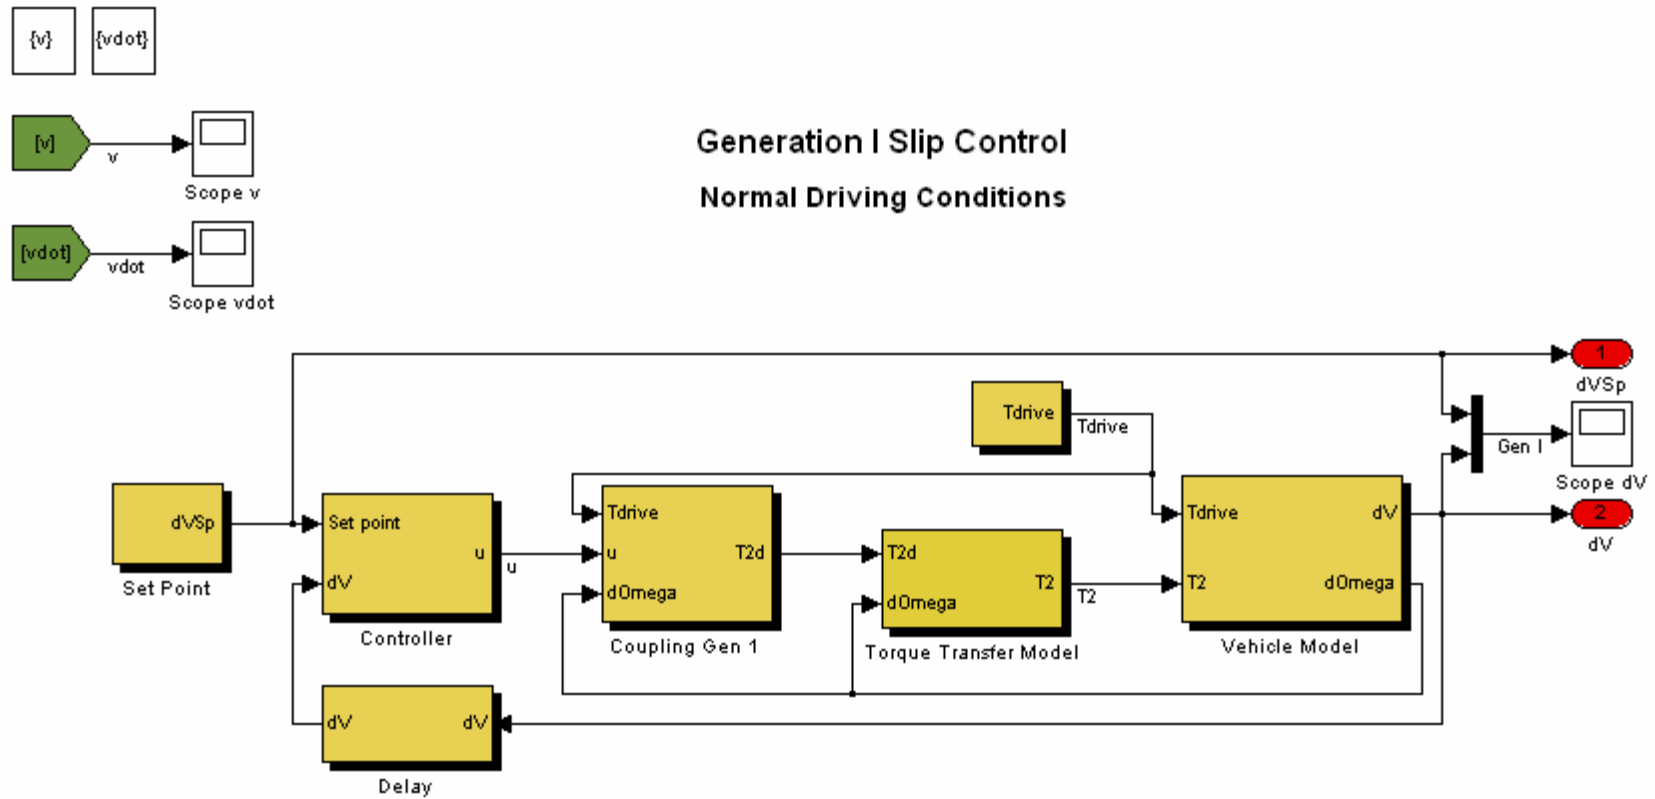 {v}
{vdot}
[v]
v
Scope v
Generation I Slip Control
Normal Driving Conditions
[vdot]
vdot
Scope vdot
1
dVSp
Tdrive
Tdrive
Gen I
Scope dV
dVSp
Set Point
Set point
dV
u
Controller
u
Tdrive
u
dOmega
T2d
Coupling Gen 1
T2d
dOmega
T2
Torque Transfer Model
T2
Tdrive
T2
dV
dOmega
Vehicle Model
2
dV
dV
dV
Delay